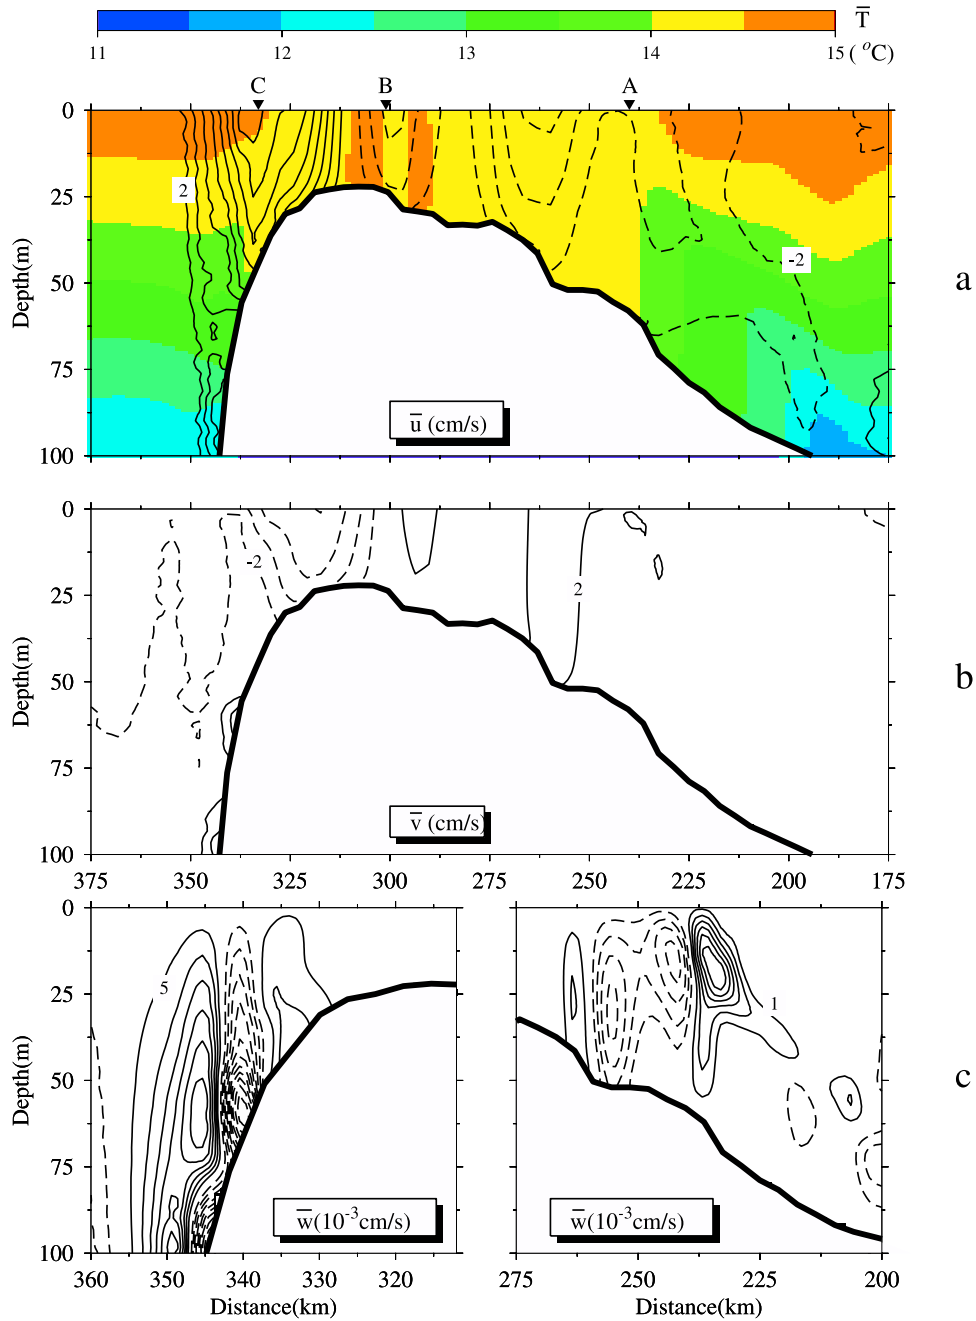 T̅
11 12 13 14 15 (°C)
C B A
0
25
50
75
100
Depth(m)
2
-2
u̅ (cm/s)
a
0
25
50
75
100
Depth(m)
-2
2
v̅ (cm/s)
b
375 350 325 300 275 250 225 200 175
0
25
50
75
100
Depth(m)
5
1
w̅(10⁻³cm/s)
w̅(10⁻³cm/s)
c
360 350 340 330 320
275 250 225 200
Distance(km)
Distance(km)